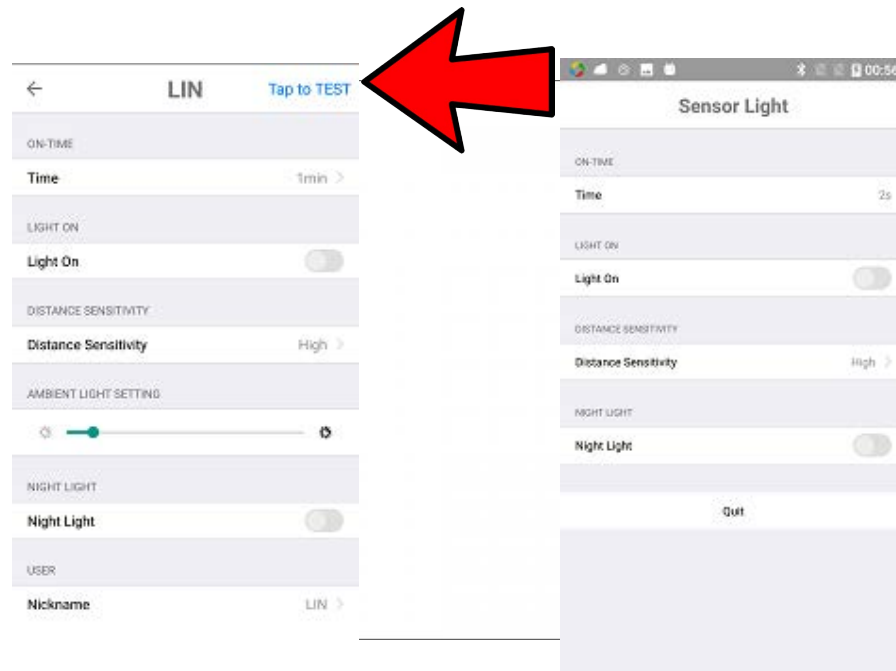 LIN
Tap to TEST
ON-TIME
Time
1min
LIGHT ON
Light On
DISTANCE SENSITIVITY
Distance Sensitivity
High
AMBIENT LIGHT SETTING
NIGHT LIGHT
Night Light
USER
Nickname
LIN
00:56
Sensor Light
ON-TIME
Time
2s
LIGHT ON
Light On
DISTANCE SENSITIVITY
Distance Sensitivity
High
NIGHT LIGHT
Night Light
Quit